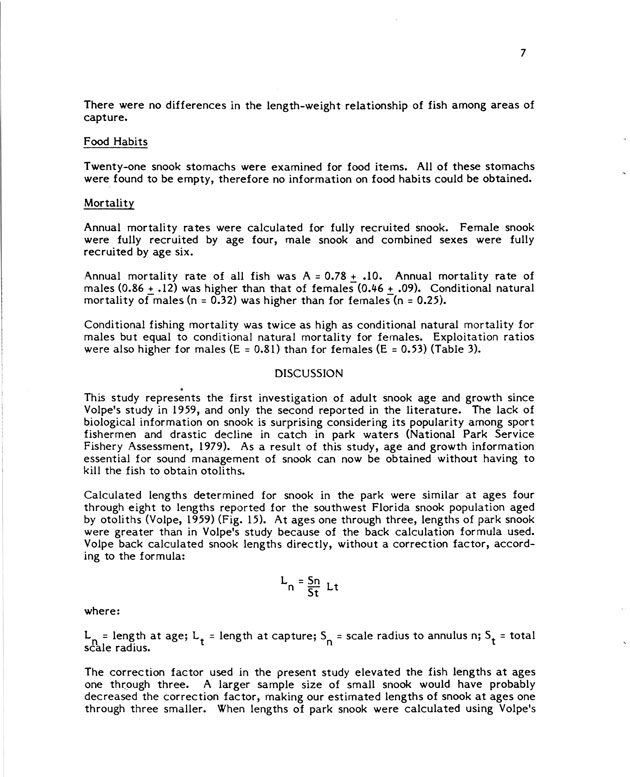 7
There were no differences in the length-weight relationship of fish among areas of
capture.
Food Habits
Twenty-one snook stomachs were examined for food items. All of these stomachs
were found to be empty, therefore no information on food habits could be obtained.
Mortality
Annual mortality rates were calculated for fully recruited snook. Female snook
were fully recruited by age four, male snook and combined sexes were fully
recruited by age six.
Annual mortality rate of all fish was A = 0.78 ± .10. Annual mortality rate of
males (0.86 ± .12) was higher than that of females (0.46 ± .09). Conditional natural
mortality of males (n = 0.32) was higher than for females (n = 0.25).
Conditional fishing mortality was twice as high as conditional natural mortality for
males but equal to conditional natural mortality for females. Exploitation ratios
were also higher for males (E = 0.81) than for females (E = 0.53) (Table 3).
DISCUSSION
This study represents the first investigation of adult snook age and growth since
Volpe's study in 1959, and only the second reported in the literature. The lack of
biological information on snook is surprising considering its popularity among sport
fishermen and drastic decline in catch in park waters (National Park Service
Fishery Assessment, 1979). As a result of this study, age and growth information
essential for sound management of snook can now be obtained without having to
kill the fish to obtain otoliths.
Calculated lengths determined for snook in the park were similar at ages four
through eight to lengths reported for the southwest Florida snook population aged
by otoliths (Volpe, 1959) (Fig. 15). At ages one through three, lengths of park snook
were greater than in Volpe's study because of the back calculation formula used.
Volpe back calculated snook lengths directly, without a correction factor, accord-
ing to the formula:
L_n = Sn/St Lt
where:
L_n = length at age; L_t = length at capture; S_n = scale radius to annulus n; S_t = total
scale radius.
The correction factor used in the present study elevated the fish lengths at ages
one through three. A larger sample size of small snook would have probably
decreased the correction factor, making our estimated lengths of snook at ages one
through three smaller. When lengths of park snook were calculated using Volpe's